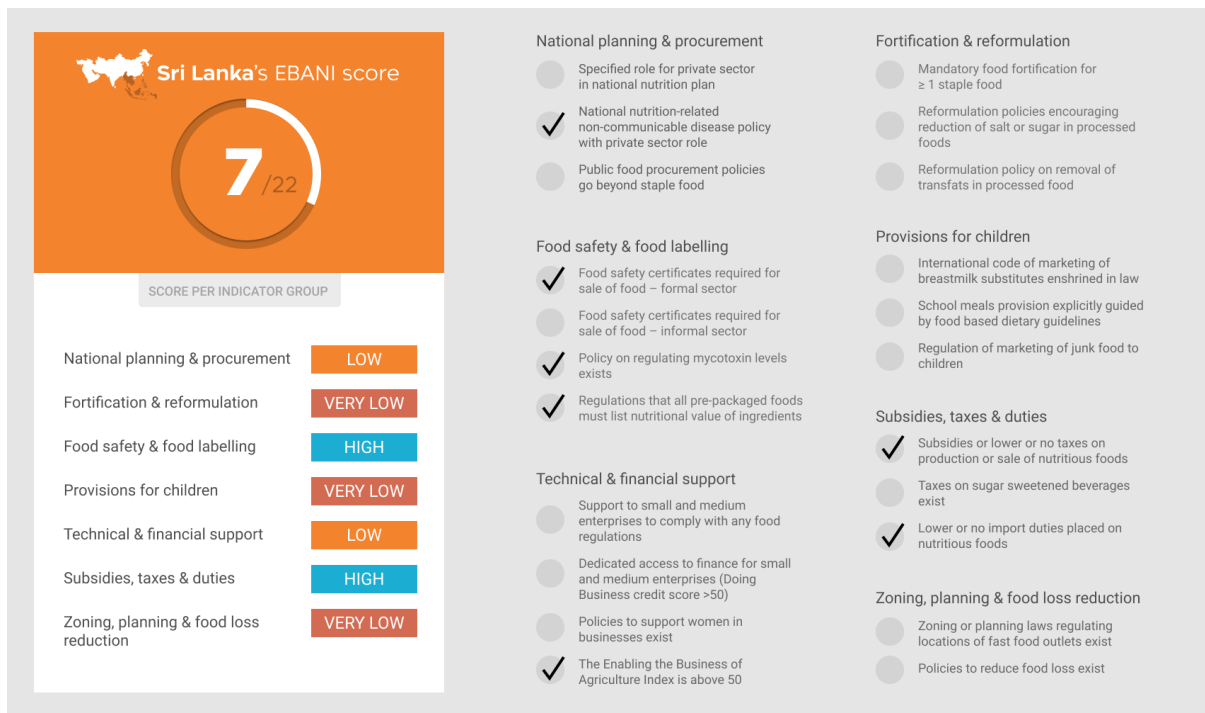 Sri Lanka's EBANI score
7/22
SCORE PER INDICATOR GROUP
National planning & procurement LOW
Fortification & reformulation VERY LOW
Food safety & food labelling HIGH
Provisions for children VERY LOW
Technical & financial support LOW
Subsidies, taxes & duties HIGH
Zoning, planning & food loss
reduction
VERY LOW
National planning & procurement
Specified role for private sector
in national nutrition plan
National nutrition-related
non-communicable disease policy
with private sector role
Public food procurement policies
go beyond staple food
Food safety & food labelling
Food safety certificates required for
sale of food – formal sector
Food safety certificates required for
sale of food – informal sector
Policy on regulating mycotoxin levels
exists
Regulations that all pre-packaged foods
must list nutritional value of ingredients
Technical & financial support
Support to small and medium
enterprises to comply with any food
regulations
Dedicated access to finance for small
and medium enterprises (Doing
Business credit score >50)
Policies to support women in
businesses exist
The Enabling the Business of
Agriculture Index is above 50
Fortification & reformulation
Mandatory food fortification for
≥ 1 staple food
Reformulation policies encouraging
reduction of salt or sugar in processed
foods
Reformulation policy on removal of
transfats in processed food
Provisions for children
International code of marketing of
breastmilk substitutes enshrined in law
School meals provision explicitly guided
by food based dietary guidelines
Regulation of marketing of junk food to
children
Subsidies, taxes & duties
Subsidies or lower or no taxes on
production or sale of nutritious foods
Taxes on sugar sweetened beverages
exist
Lower or no import duties placed on
nutritious foods
Zoning, planning & food loss reduction
Zoning or planning laws regulating
locations of fast food outlets exist
Policies to reduce food loss exist